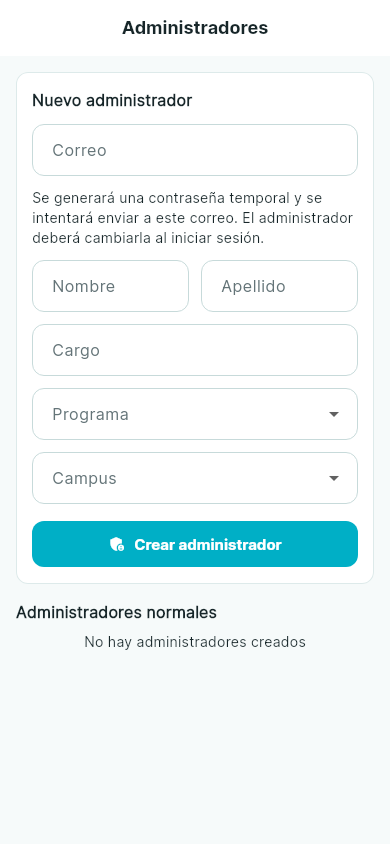 Administradores
Nuevo administrador
Correo
Se generará una contraseña temporal y se
intentará enviar a este correo. El administrador
deberá cambiarla al iniciar sesión.
Nombre
Apellido
Cargo
Programa
Campus
Crear administrador
Administradores normales
No hay administradores creados